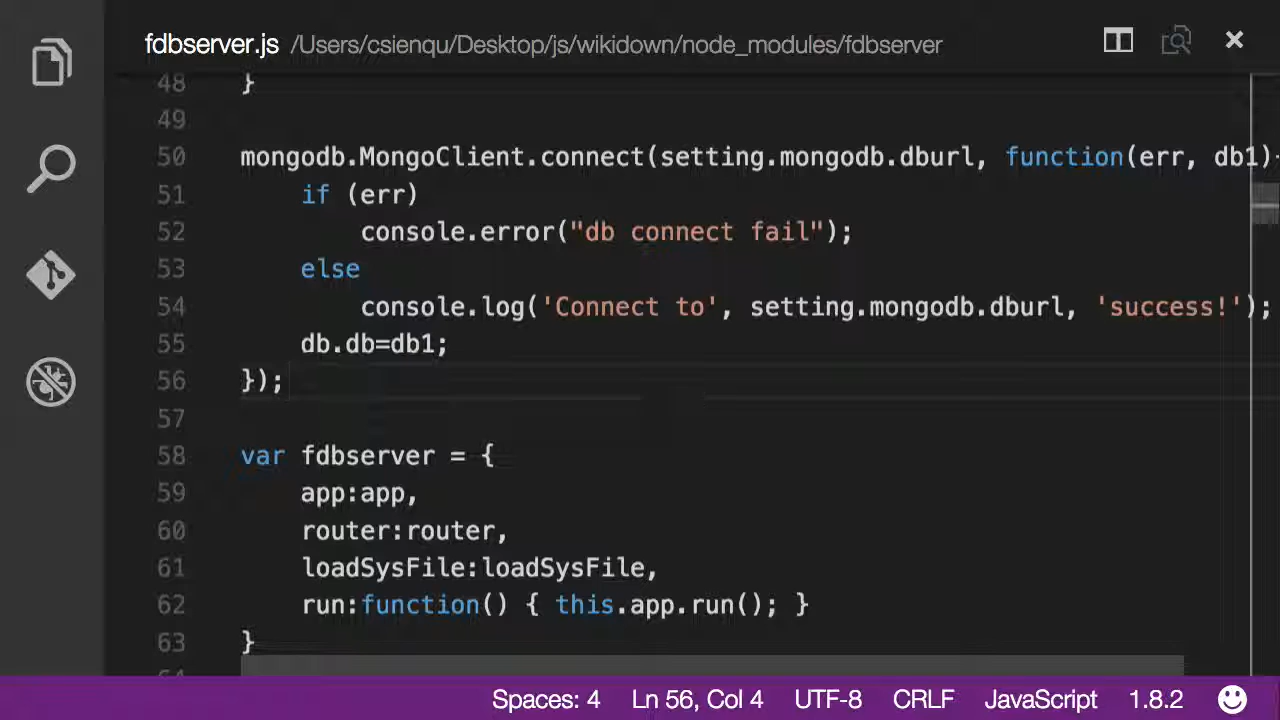 fdbserver.js /Users/csienqu/Desktop/js/wikidown/node_modules/fdbserver
48 }
49
50 mongodb.MongoClient.connect(setting.mongodb.dburl, function(err, db1)
51 if (err)
52 console.error("db connect fail");
53 else
54 console.log('Connect to', setting.mongodb.dburl, 'success!');
55 db.db=db1;
56 });
57
58 var fdbserver = {
59 app:app,
60 router:router,
61 loadSysFile:loadSysFile,
62 run:function() { this.app.run(); }
63 }
Spaces: 4 Ln 56, Col 4 UTF-8 CRLF JavaScript 1.8.2